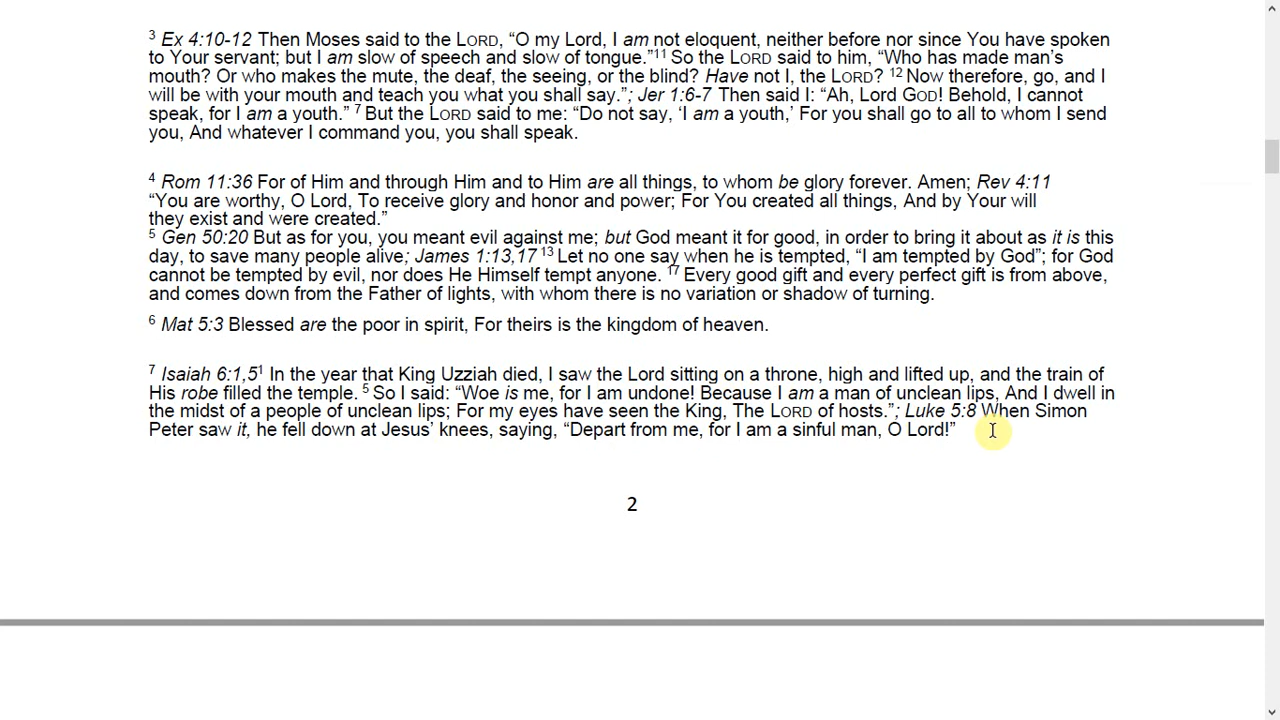 3 Ex 4:10-12 Then Moses said to the LORD, “O my Lord, I am not eloquent, neither before nor since You have spoken
to Your servant; but I am slow of speech and slow of tongue.”11 So the LORD said to him, “Who has made man’s
mouth? Or who makes the mute, the deaf, the seeing, or the blind? Have not I, the LORD? 12 Now therefore, go, and I
will be with your mouth and teach you what you shall say.”; Jer 1:6-7 Then said I: “Ah, Lord GOD! Behold, I cannot
speak, for I am a youth.” 7 But the LORD said to me: “Do not say, ‘I am a youth,’ For you shall go to all to whom I send
you, And whatever I command you, you shall speak.
4 Rom 11:36 For of Him and through Him and to Him are all things, to whom be glory forever. Amen; Rev 4:11
“You are worthy, O Lord, To receive glory and honor and power; For You created all things, And by Your will
they exist and were created.”
5 Gen 50:20 But as for you, you meant evil against me; but God meant it for good, in order to bring it about as it is this
day, to save many people alive; James 1:13,17 13 Let no one say when he is tempted, “I am tempted by God”; for God
cannot be tempted by evil, nor does He Himself tempt anyone. 17 Every good gift and every perfect gift is from above,
and comes down from the Father of lights, with whom there is no variation or shadow of turning.
6 Mat 5:3 Blessed are the poor in spirit, For theirs is the kingdom of heaven.
7 Isaiah 6:1,5 1 In the year that King Uzziah died, I saw the Lord sitting on a throne, high and lifted up, and the train of
His robe filled the temple. 5 So I said: “Woe is me, for I am undone! Because I am a man of unclean lips, And I dwell in
the midst of a people of unclean lips; For my eyes have seen the King, The LORD of hosts.”; Luke 5:8 When Simon
Peter saw it, he fell down at Jesus’ knees, saying, “Depart from me, for I am a sinful man, O Lord!”
2